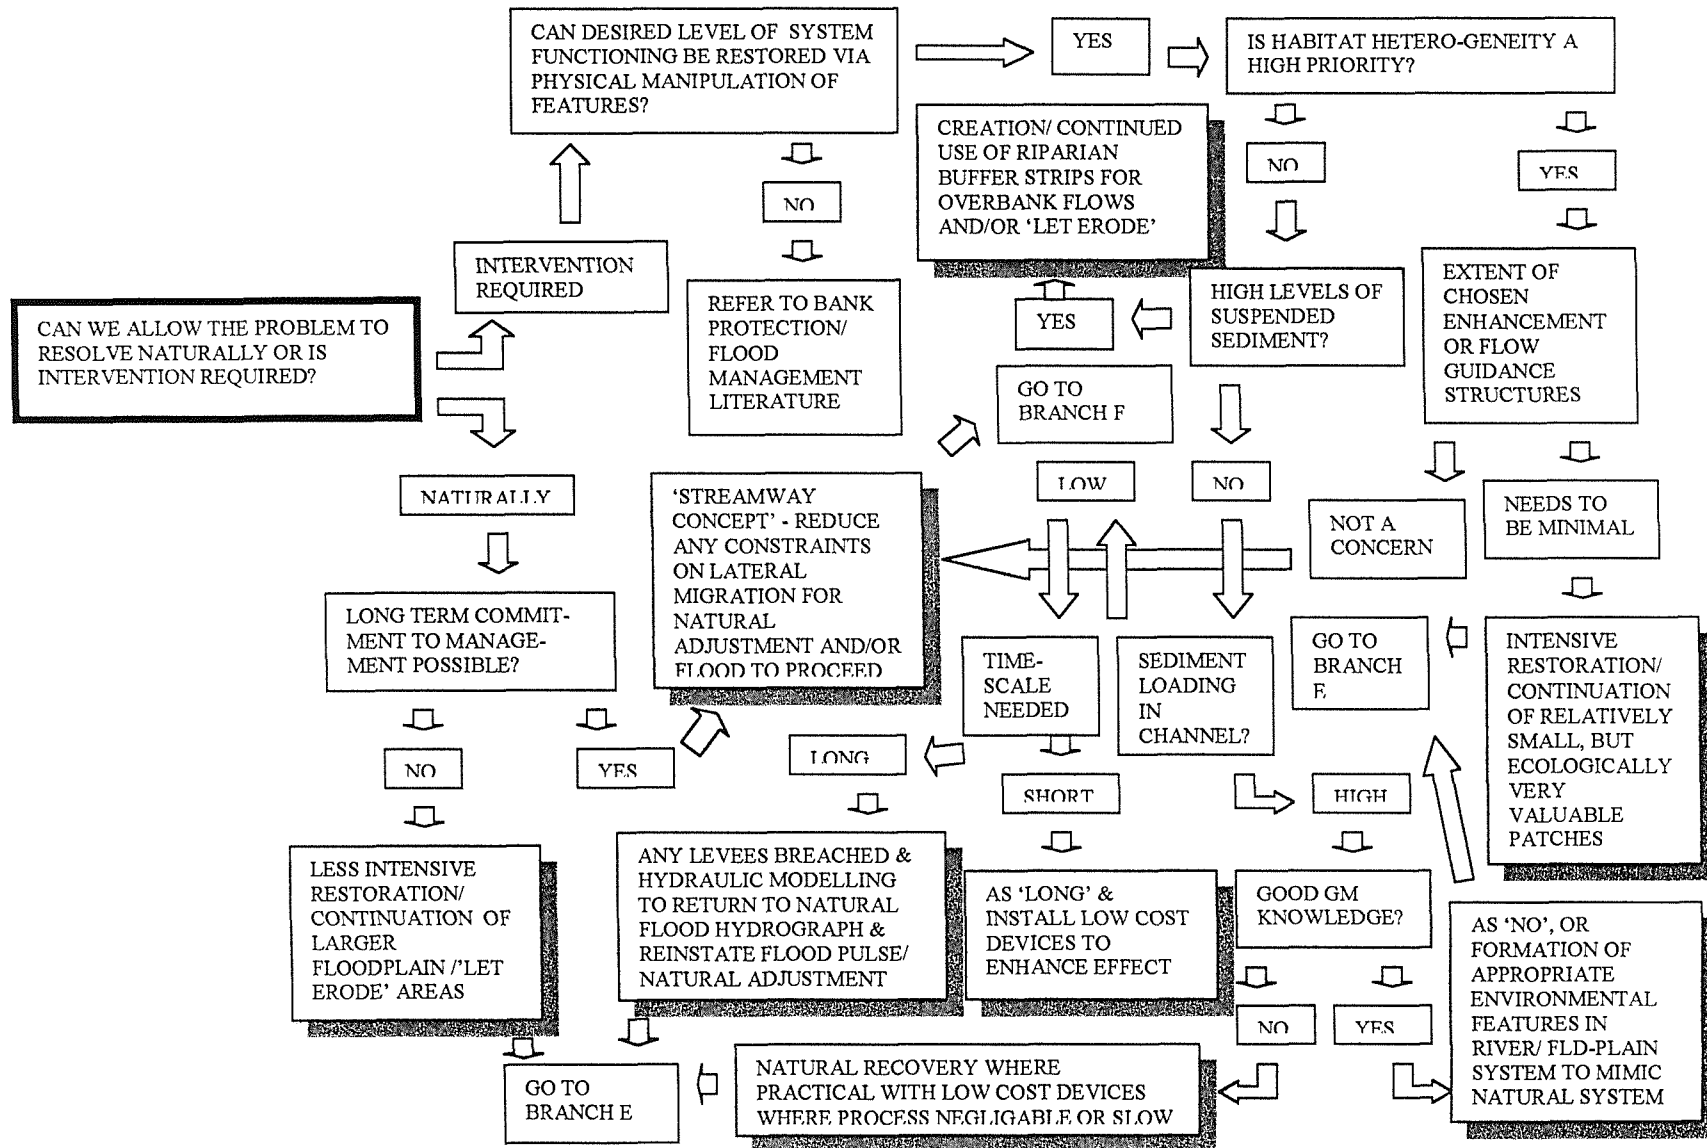 CAN DESIRED LEVEL OF SYSTEM
FUNCTIONING BE RESTORED VIA
PHYSICAL MANIPULATION OF
FEATURES?
YES
IS HABITAT HETERO-GENEITY A
HIGH PRIORITY?
CREATION/ CONTINUED
USE OF RIPARIAN
BUFFER STRIPS FOR
OVERBANK FLOWS
AND/OR ‘LET ERODE’
NO
YES
NO
INTERVENTION
REQUIRED
REFER TO BANK
PROTECTION/
FLOOD
MANAGEMENT
LITERATURE
YES
HIGH LEVELS OF
SUSPENDED
SEDIMENT?
EXTENT OF
CHOSEN
ENHANCEMENT
OR FLOW
GUIDANCE
STRUCTURES
CAN WE ALLOW THE PROBLEM TO
RESOLVE NATURALLY OR IS
INTERVENTION REQUIRED?
GO TO
BRANCH F
NATURALLY
‘STREAMWAY
CONCEPT’ - REDUCE
ANY CONSTRAINTS
ON LATERAL
MIGRATION FOR
NATURAL
ADJUSTMENT AND/OR
FLOOD TO PROCEED
LOW
NO
NOT A
CONCERN
NEEDS TO
BE MINIMAL
LONG TERM COMMIT-
MENT TO MANAGE-
MENT POSSIBLE?
TIME-
SCALE
NEEDED
SEDIMENT
LOADING
IN
CHANNEL?
GO TO
BRANCH
E
INTENSIVE
RESTORATION/
CONTINUATION
OF RELATIVELY
SMALL, BUT
ECOLOGICALLY
VERY
VALUABLE
PATCHES
NO
YES
LONG
SHORT
HIGH
LESS INTENSIVE
RESTORATION/
CONTINUATION OF
LARGER
FLOODPLAIN /’LET
ERODE’ AREAS
ANY LEVEES BREACHED &
HYDRAULIC MODELLING
TO RETURN TO NATURAL
FLOOD HYDROGRAPH &
REINSTATE FLOOD PULSE/
NATURAL ADJUSTMENT
AS ‘LONG’ &
INSTALL LOW COST
DEVICES TO
ENHANCE EFFECT
GOOD GM
KNOWLEDGE?
AS ‘NO’, OR
FORMATION OF
APPROPRIATE
ENVIRONMENTAL
FEATURES IN
RIVER/ FLD-PLAIN
SYSTEM TO MIMIC
NATURAL SYSTEM
NO
YES
GO TO
BRANCH E
NATURAL RECOVERY WHERE
PRACTICAL WITH LOW COST DEVICES
WHERE PROCESS NEGLIGABLE OR SLOW